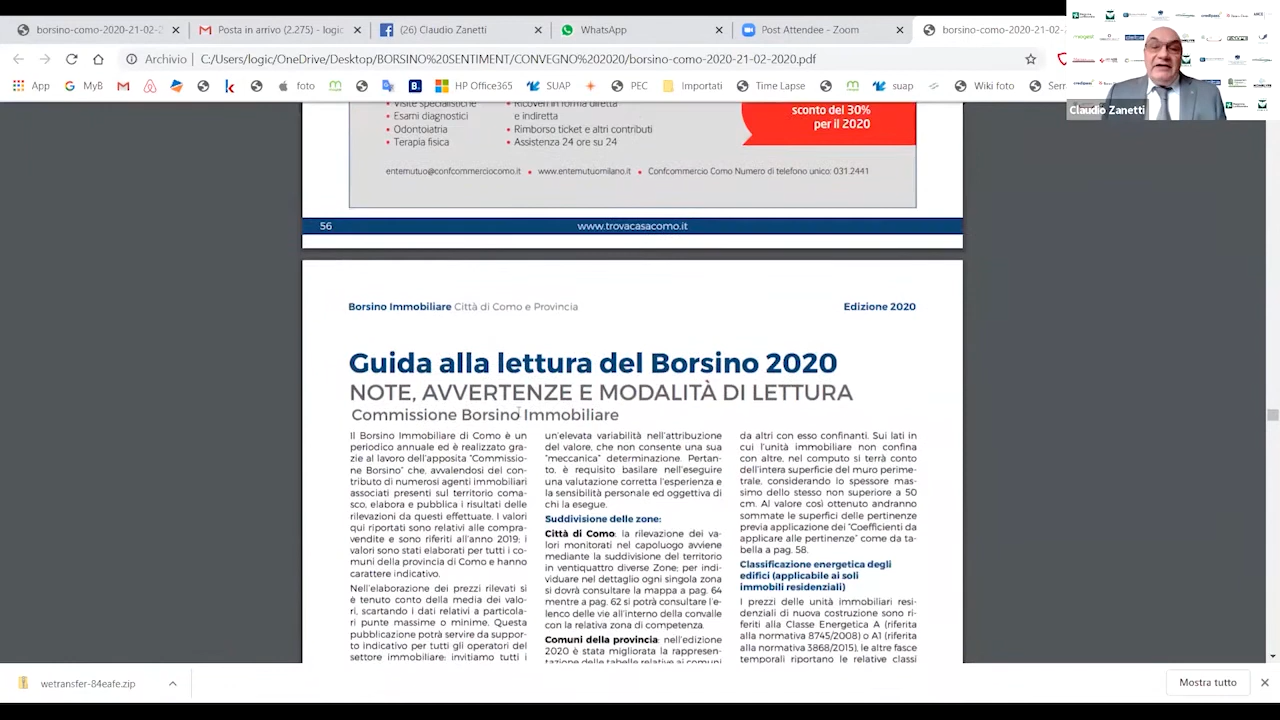 borsino-como-2020-21-02-2
Posta in arrivo (2.275) - logic
(26) Claudio Zanetti
WhatsApp
Post Attendee - Zoom
borsino-como-2020-21-02-
Archivio | C:/Users/logic/OneDrive/Desktop/BORSINO%20SENTIMENT/CONVEGNO%202020/borsino-como-2020-21-02-2020.pdf
App My6 foto HP Office365 SUAP PEC Importati Time Lapse suap Wiki foto
Claudio Zanetti
• Visite specialistiche
• Esami diagnostici
• Odontoiatria
• Terapia fisica
• Ricoveri in forma diretta
e indiretta
• Rimborso ticket e altri contributi
• Assistenza 24 ore su 24
sconto del 30%
per il 2020
entemutuo@confcommerciocomo.it • www.entemutuomilano.it • Confcommercio Como Numero di telefono unico: 031.2441
56 www.trovacasacomo.it
Borsino Immobiliare Città di Como e Provincia Edizione 2020
Guida alla lettura del Borsino 2020
NOTE, AVVERTENZE E MODALITÀ DI LETTURA
Commissione Borsino Immobiliare
Il Borsino Immobiliare di Como è un
periodico annuale ed è realizzato gra-
zie al lavoro dell'apposita "Commissio-
ne Borsino" che, avvalendosi del con-
tributo di numerosi agenti immobiliari
associati presenti sul territorio coma-
sco, elabora e pubblica i risultati delle
rilevazioni da questi effettuate. I valori
qui riportati sono relativi alle compra-
vendite e sono riferiti all'anno 2019; i
valori sono stati elaborati per tutti i co-
muni della provincia di Como e hanno
carattere indicativo.
Nell'elaborazione dei prezzi rilevati si
è tenuto conto della media dei valo-
ri, scartando i dati relativi a particola-
ri punte massime o minime. Questa
pubblicazione potrà servire da suppor-
to indicativo per tutti gli operatori del
settore immobiliare: invitiamo tutti i
un'elevata variabilità nell'attribuzione
del valore, che non consente una sua
"meccanica" determinazione. Pertan-
to, è requisito basilare nell'eseguire
una valutazione corretta l'esperienza e
la sensibilità personale ed oggettiva di
chi la esegue.
Suddivisione delle zone:
Città di Como: la rilevazione dei va-
lori monitorati nel capoluogo avviene
mediante la suddivisione del territorio
in ventiquattro diverse Zone; per indi-
viduare nel dettaglio ogni singola zona
si dovrà consultare la mappa a pag. 64
mentre a pag. 62 si potrà consultare l'e-
lenco delle vie all'interno della convalle
con la relativa zona di competenza.
Comuni della provincia: nell'edizione
2020 è stata migliorata la rappresen-
tazione delle tabelle relative ai comuni
da altri con esso confinanti. Sui lati in
cui l'unità immobiliare non confina
con altre, nel computo si terrà conto
dell'intera superficie del muro perime-
trale, considerando lo spessore mas-
simo dello stesso non superiore a 50
cm. Al valore così ottenuto andranno
sommate le superfici delle pertinenze
previa applicazione dei "Coefficienti da
applicare alle pertinenze" come da ta-
bella a pag. 58.
Classificazione energetica degli
edifici (applicabile ai soli
immobili residenziali)
I prezzi delle unità immobiliari resi-
denziali di nuova costruzione sono ri-
feriti alla Classe Energetica A (riferita
alla normativa 8745/2008) o A1 (riferita
alla normativa 3868/2015), le altre fasce
temporali riportano le relative classi
wetransfer-84eafe.zip
Mostra tutto